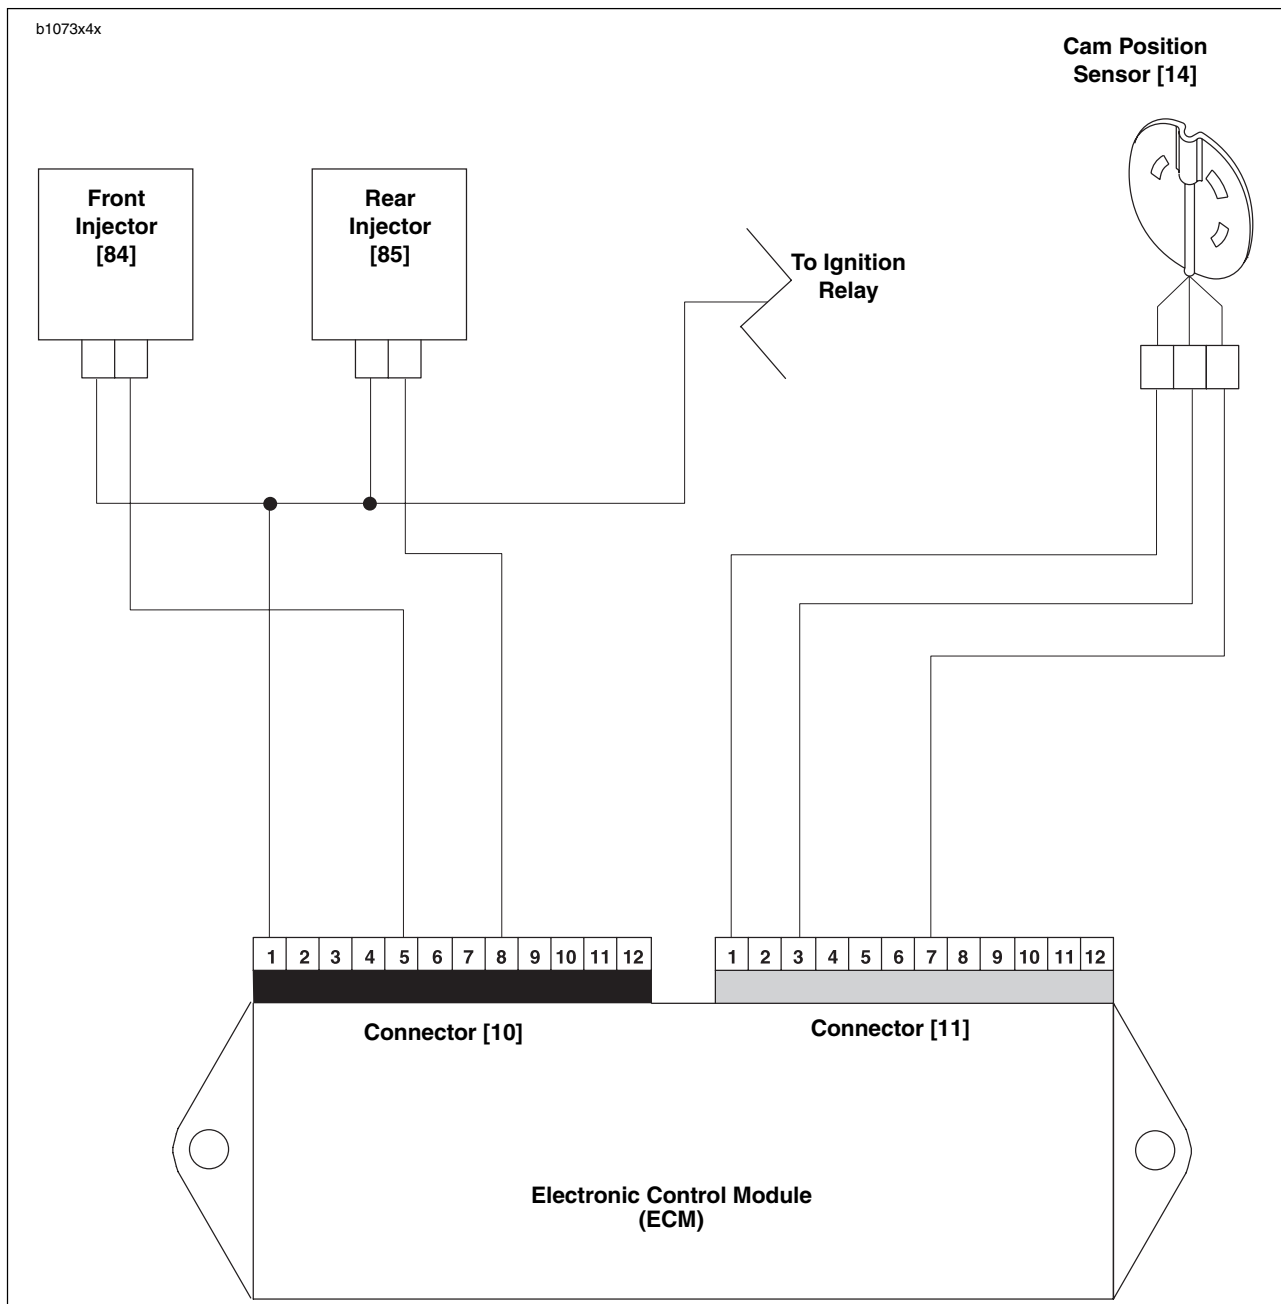 b1073x4x
Cam Position
Sensor [14]
Front
Injector
[84]
Rear
Injector
[85]
To Ignition
Relay
1 2 3 4 5 6 7 8 9 10 11 12
1 2 3 4 5 6 7 8 9 10 11 12
Connector [10]
Connector [11]
Electronic Control Module
(ECM)